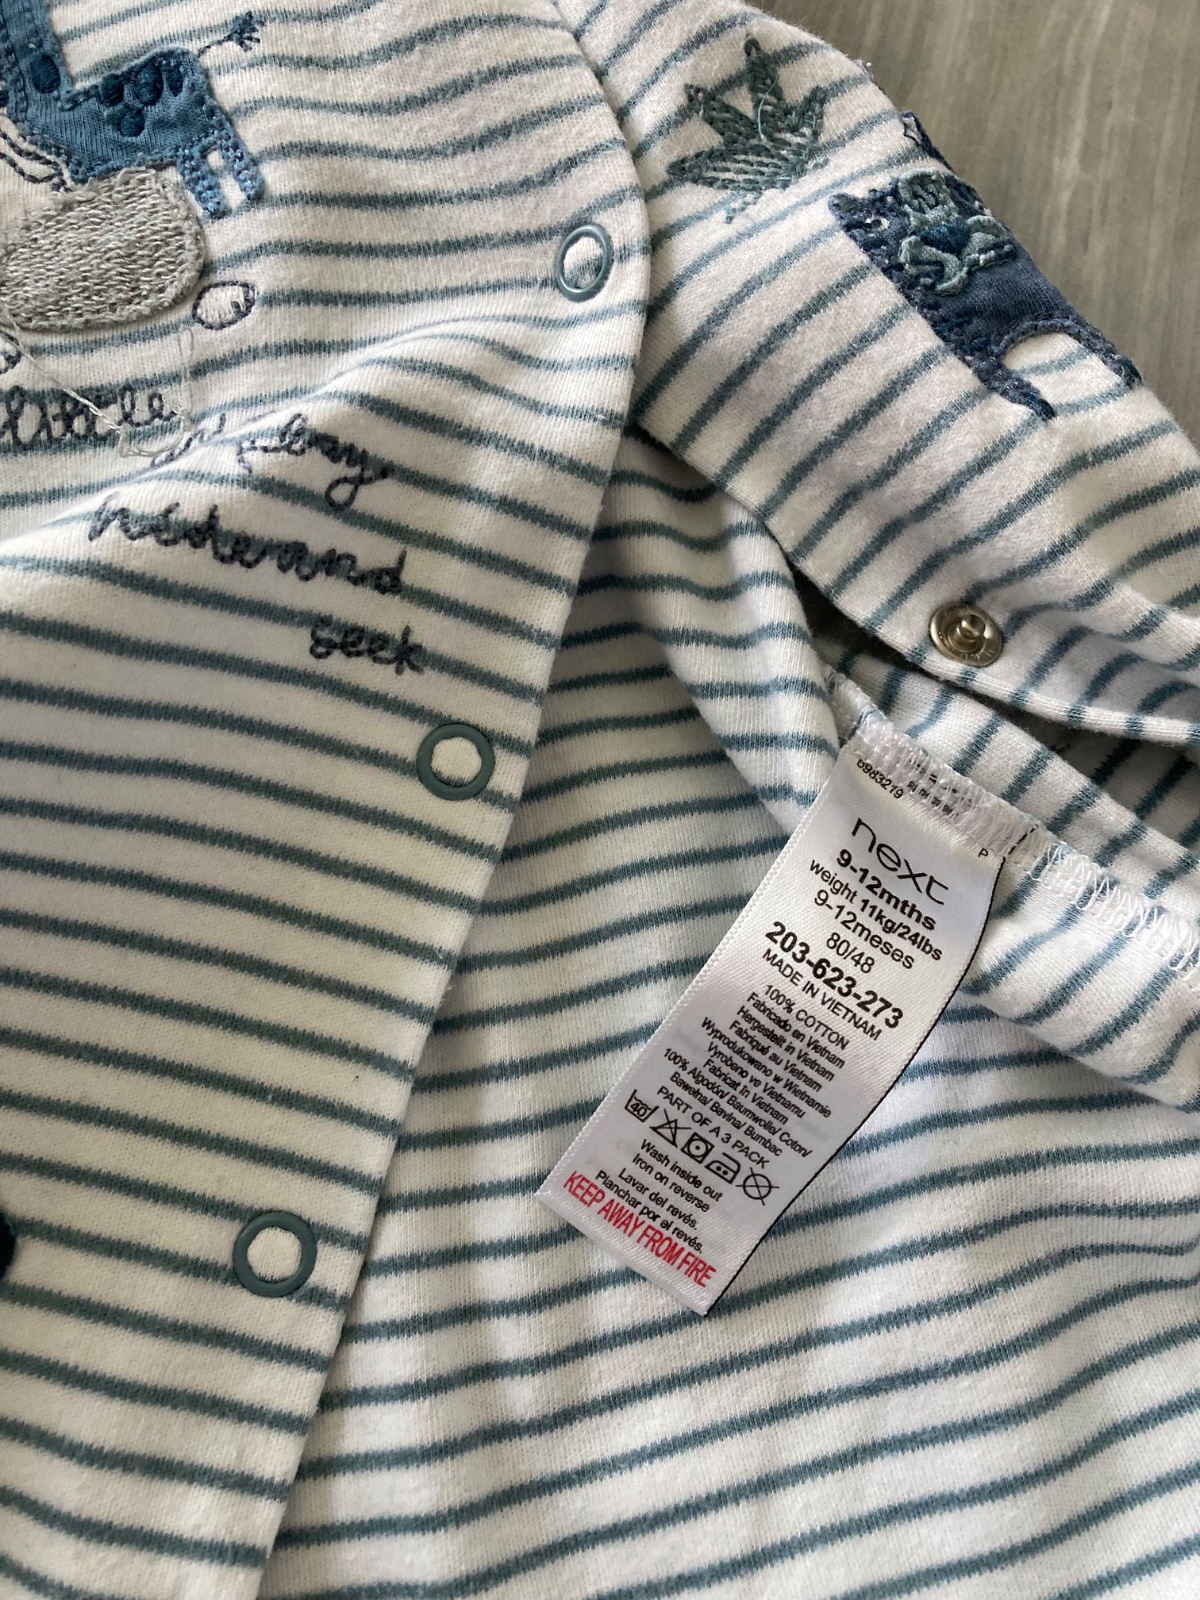 little
play
hide and
seek
6983219
P
next
9-12mths
weight 11kg/24lbs
9-12meses
80/48
203-623-273
MADE IN VIETNAM
100% COTTON
Fabricado en Vietnam
Hergestellt in Vietnam
Fabriqué au Vietnam
Wyprodukowano w Wietnamie
Vyrobeno ve Vietnamu
Fabricat în Vietnam
100% Algodón/ Baumwolle/ Coton/
Bawełna/ Bavlna/ Bumbac
PART OF A 3 PACK
40
Wash inside out
Iron on reverse
Lavar del revés.
Planchar por el revés.
KEEP AWAY FROM FIRE